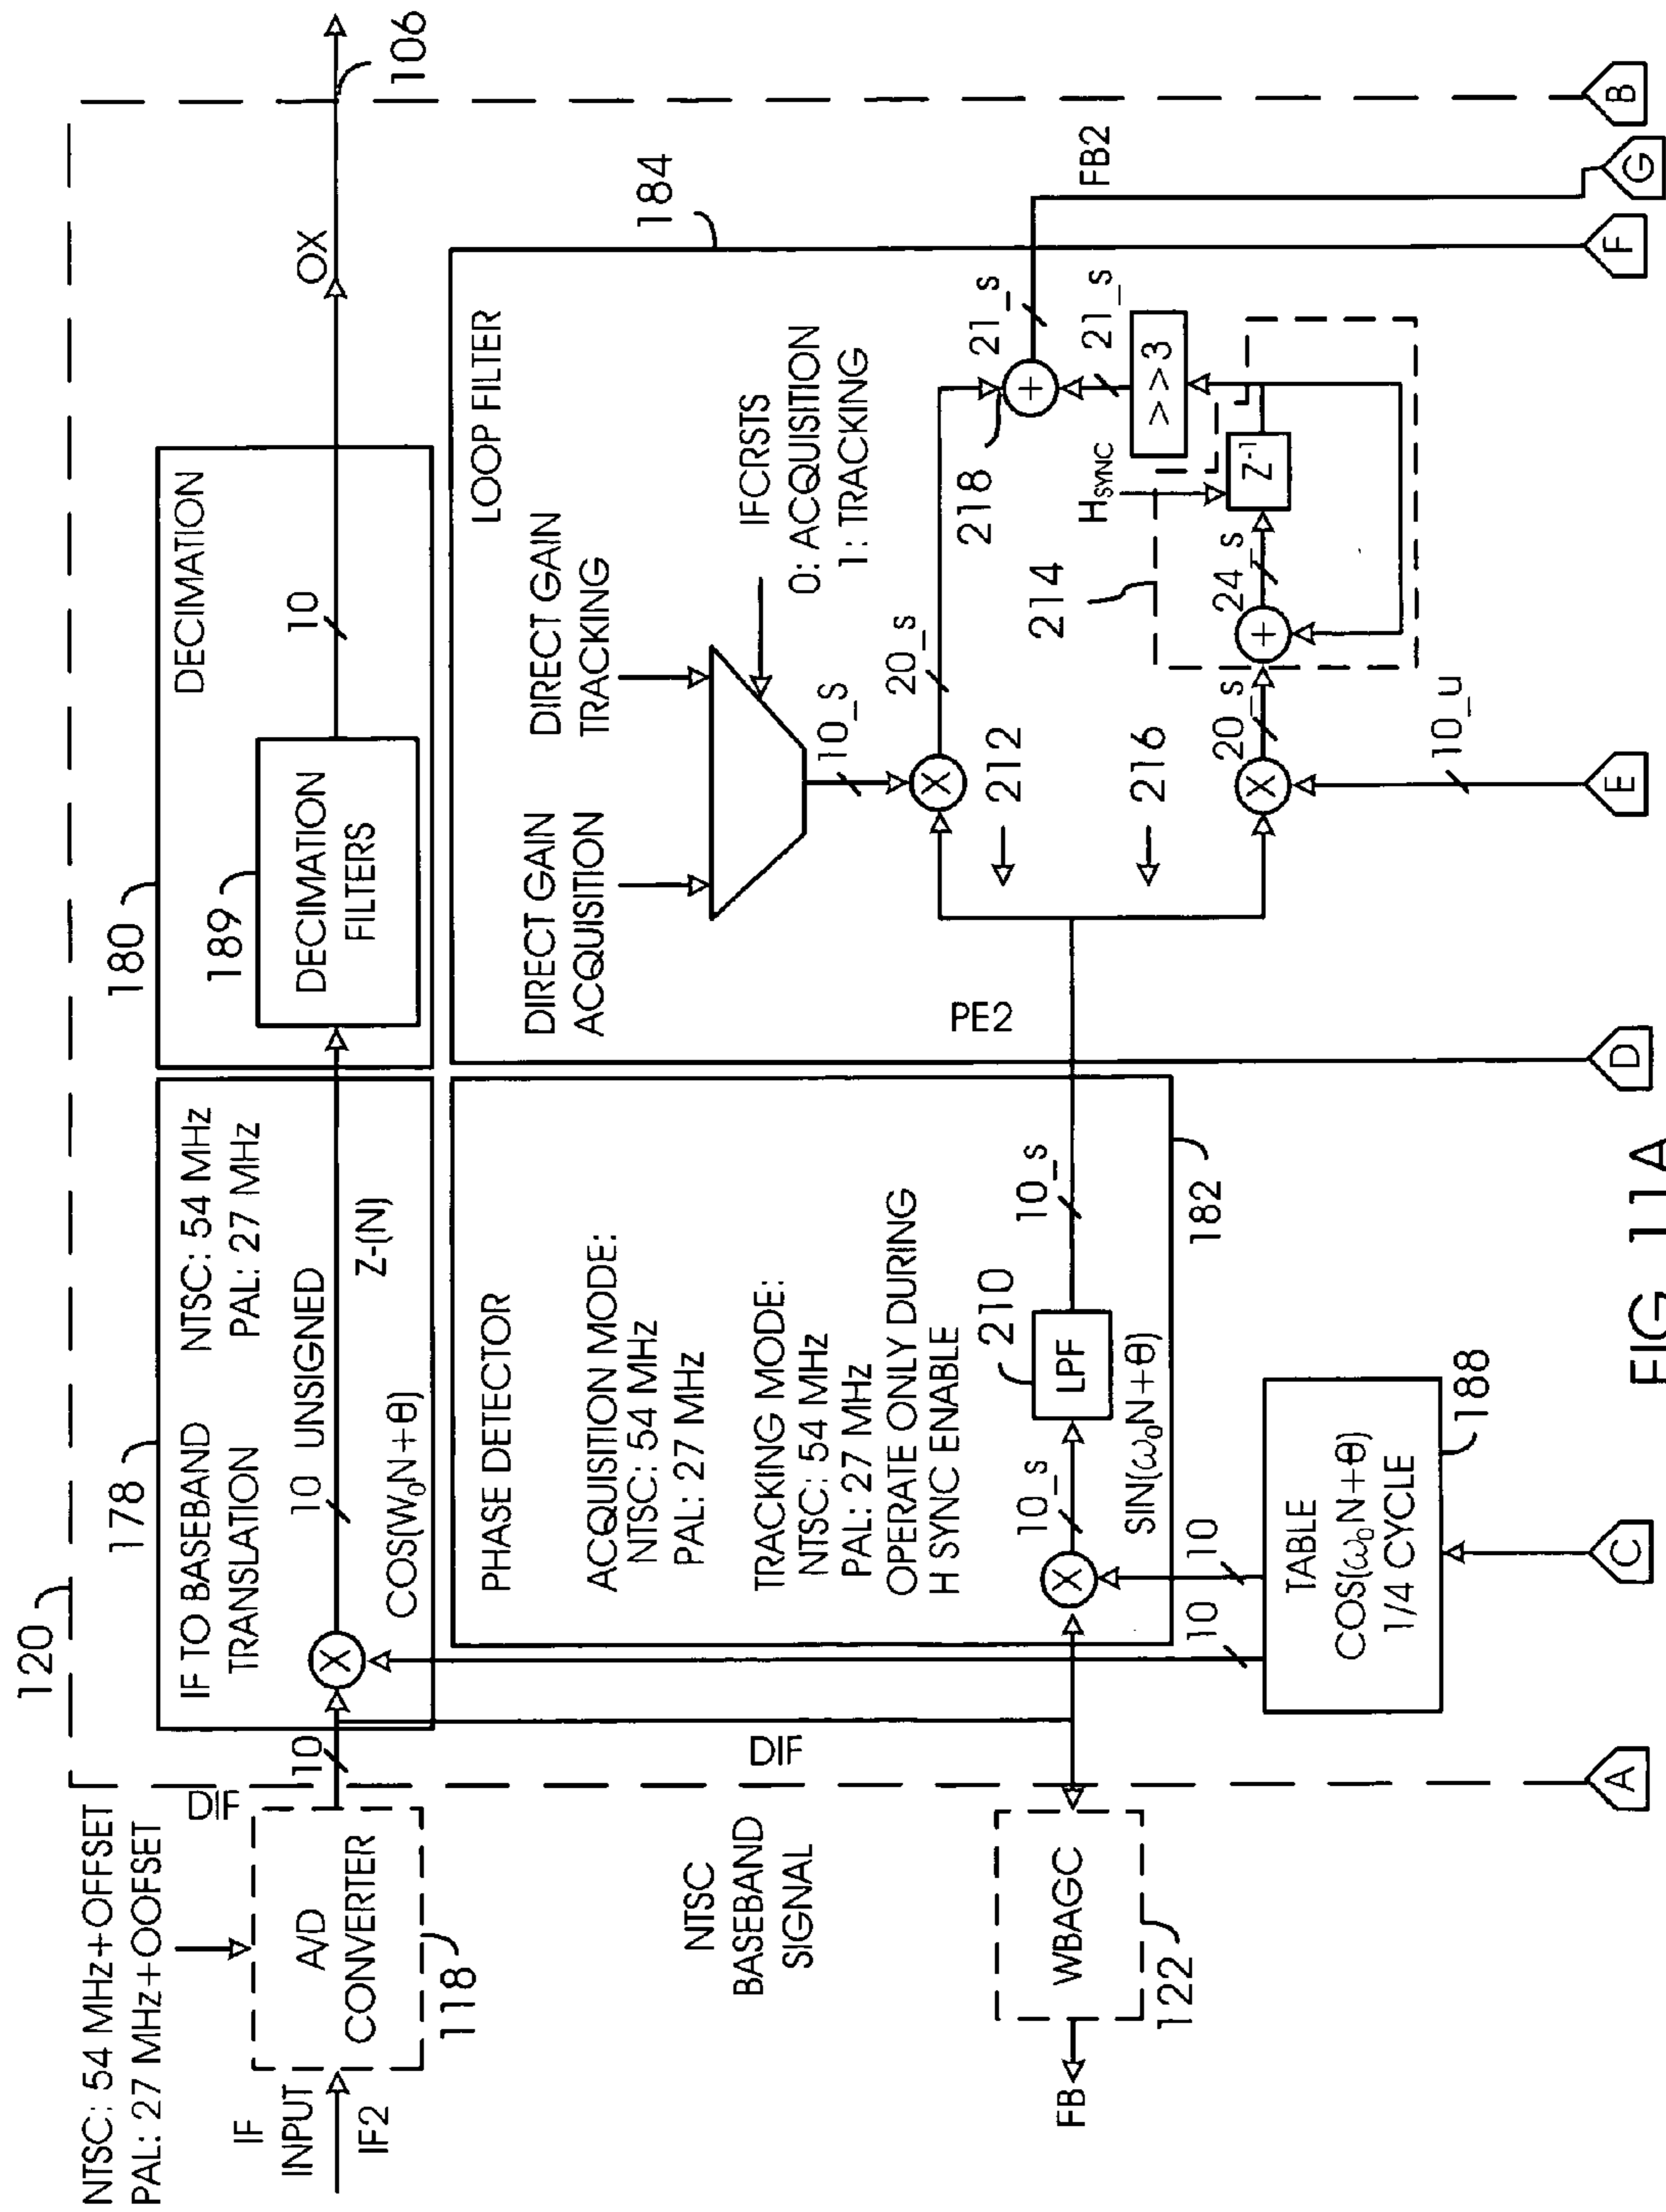 120
NTSC: 54 MHz+OFFSET
PAL: 27 MHz+OOFSET
IF
INPUT
IF2
A/D
CONVERTER
118
DIF
10
178
IF TO BASEBAND
TRANSLATION
NTSC: 54 MHz
PAL: 27 MHz
10 UNSIGNED
X
COS(W₀N+θ)
Z-(N)
180
DECIMATION
189
DECIMATION
FILTERS
10
OX
106
DIF
NTSC
BASEBAND
SIGNAL
FB
WBAGC
122
PHASE DETECTOR
ACQUISITION MODE:
NTSC: 54 MHz
PAL: 27 MHz
TRACKING MODE:
NTSC: 54 MHz
PAL: 27 MHz
OPERATE ONLY DURING
H SYNC ENABLE
X
10_s
LPF
210
10_s
SIN(ω₀N+θ)
182
10
10
TABLE
COS(ω₀N+θ)
1/4 CYCLE
188
LOOP FILTER
184
DIRECT GAIN
ACQUISITION
DIRECT GAIN
TRACKING
IFCRSTS
0: ACQUISITION
1: TRACKING
10_S
PE2
X
20_s
212
216
218
+
21_s
FB2
21_s
>>3
HSYNC
214
X
20_s
+
24_s
Z-1
10_u
A
C
D
E
F
G
B
FIG. 11A